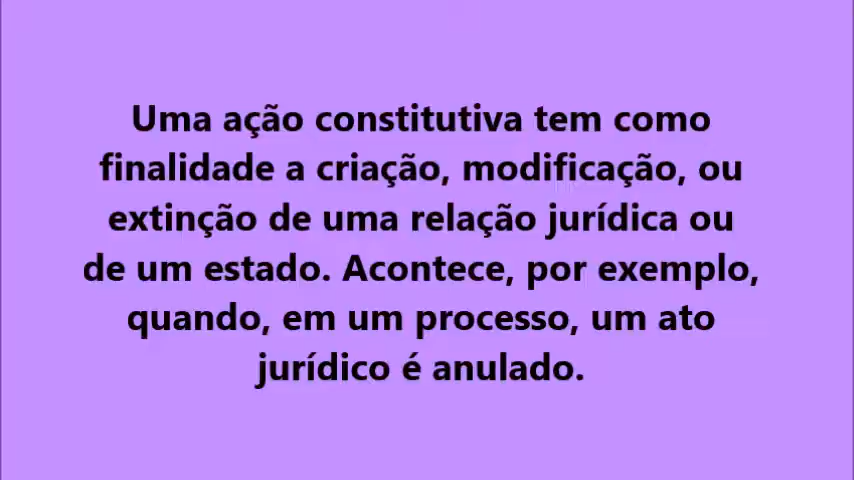 Uma ação constitutiva tem como
finalidade a criação, modificação, ou
extinção de uma relação jurídica ou
de um estado. Acontece, por exemplo,
quando, em um processo, um ato
jurídico é anulado.